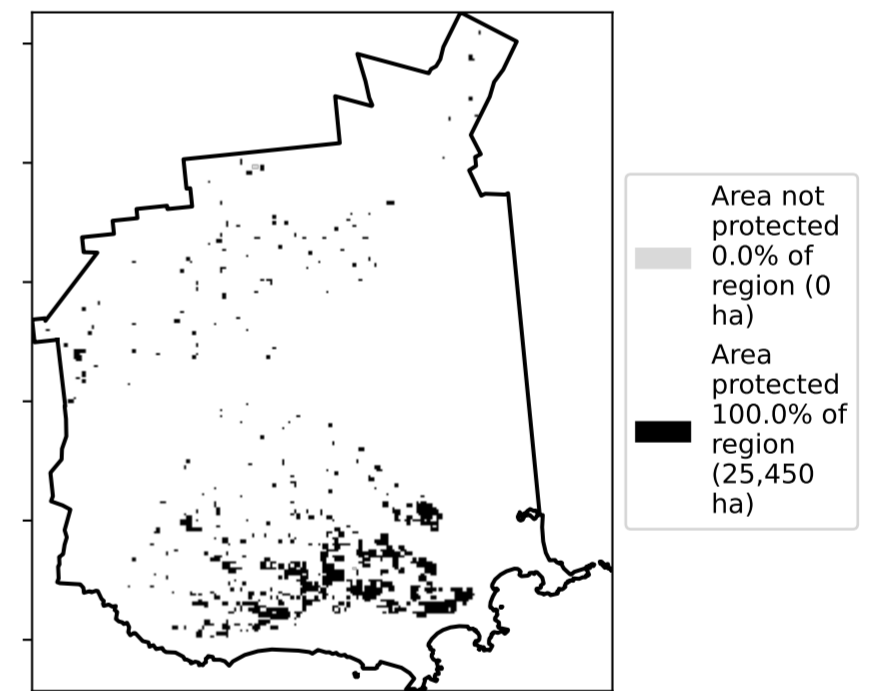 Area not
protected
0.0% of
region (0
ha)
Area
protected
100.0% of
region
(25,450
ha)